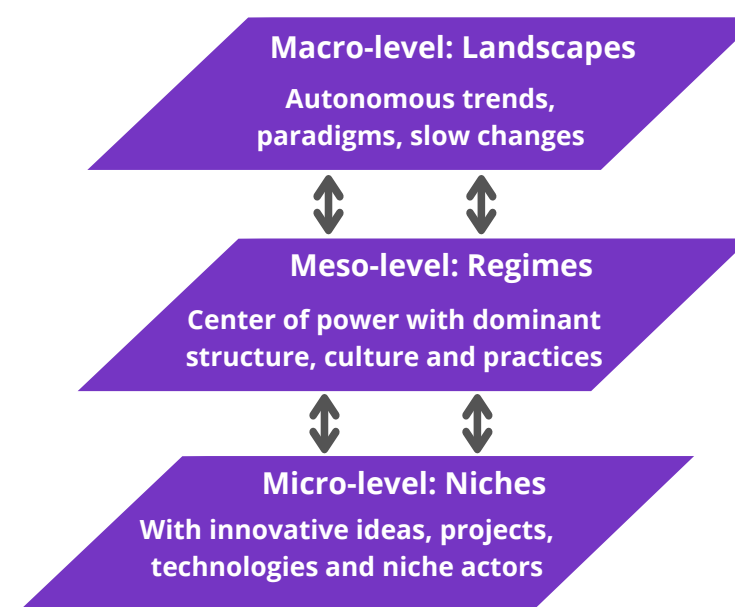 Macro-level: Landscapes
Autonomous trends,
paradigms, slow changes
Meso-level: Regimes
Center of power with dominant
structure, culture and practices
Micro-level: Niches
With innovative ideas, projects,
technologies and niche actors